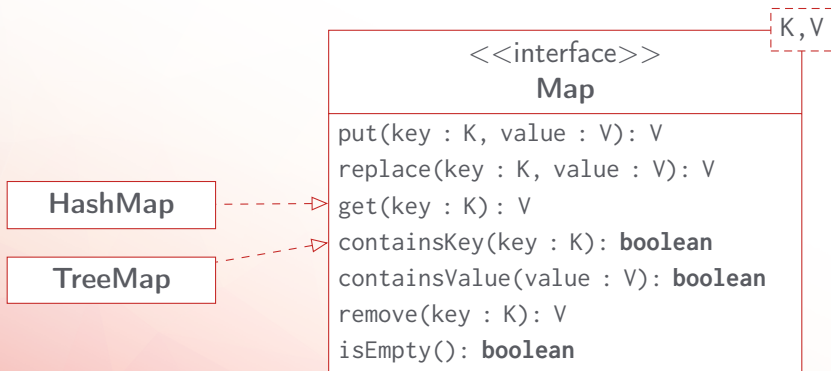 K,V
<<interface>>
Map
put(key : K, value : V): V
replace(key : K, value : V): V
get(key : K): V
containsKey(key : K): boolean
containsValue(value : V): boolean
remove(key : K): V
isEmpty(): boolean
HashMap
TreeMap